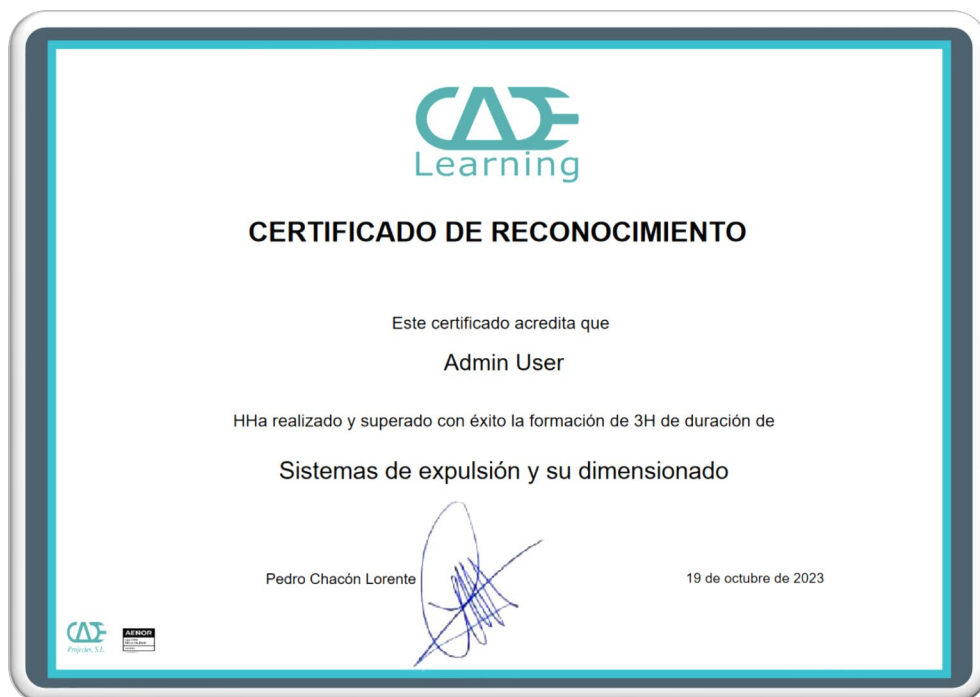 CADE
Learning
CERTIFICADO DE RECONOCIMIENTO
Este certificado acredita que
Admin User
HHa realizado y superado con éxito la formación de 3H de duración de
Sistemas de expulsión y su dimensionado
Pedro Chacón Lorente
19 de octubre de 2023
CADE
AENOR